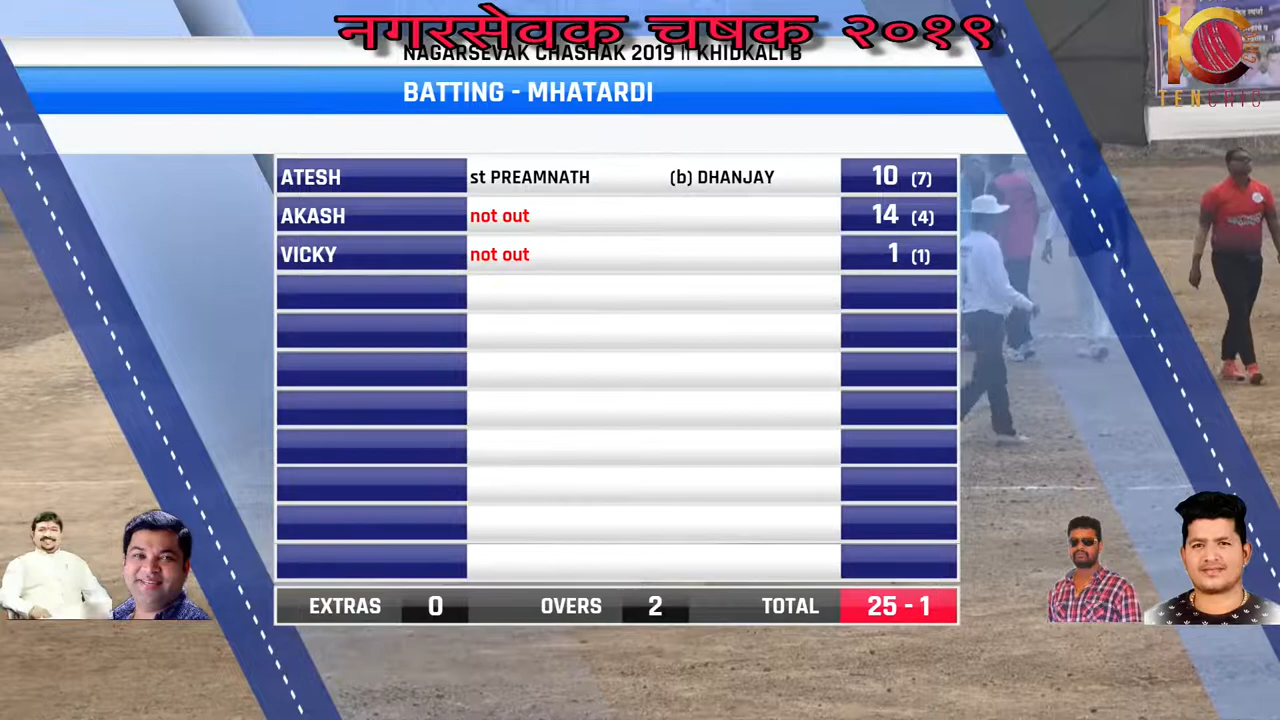 नगरसेवक चषक २०१९
NAGARSEVAK CHASHAK 2019 || KHIDKALI B
BATTING - MHATARDI
ATESH st PREAMNATH (b) DHANJAY 10 (7)
AKASH not out 14 (4)
VICKY not out 1 (1)
EXTRAS 0 OVERS 2 TOTAL 25 - 1
TENCRIC